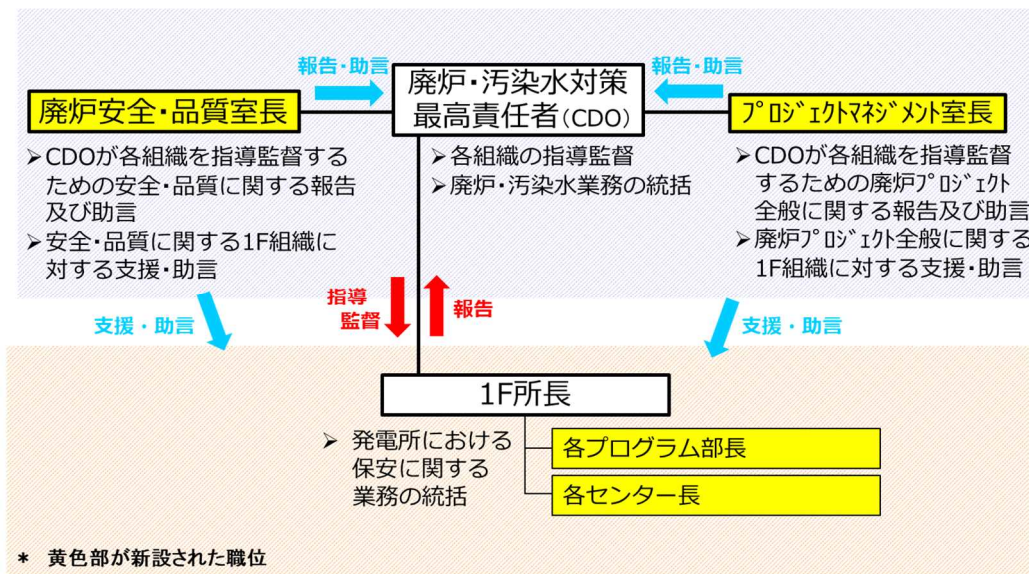 報告・助言
報告・助言
廃炉・汚染水対策
最高責任者(CDO)
廃炉安全・品質室長
ﾌﾟﾛｼﾞｪｸﾄﾏﾈｼﾞﾒﾝﾄ室長
➢CDOが各組織を指導監督する
ための安全・品質に関する報告
及び助言
➢安全・品質に関する1F組織に
対する支援・助言
➢各組織の指導監督
➢廃炉・汚染水業務の統括
➢CDOが各組織を指導監督
するための廃炉ﾌﾟﾛｼﾞｪｸﾄ
全般に関する報告及び助言
➢廃炉ﾌﾟﾛｼﾞｪｸﾄ全般に関する
1F組織に対する支援・助言
支援・助言
指導
監督
報告
支援・助言
1F所長
➢ 発電所における
保安に関する
業務の統括
各プログラム部長
各センター長
* 黄色部が新設された職位